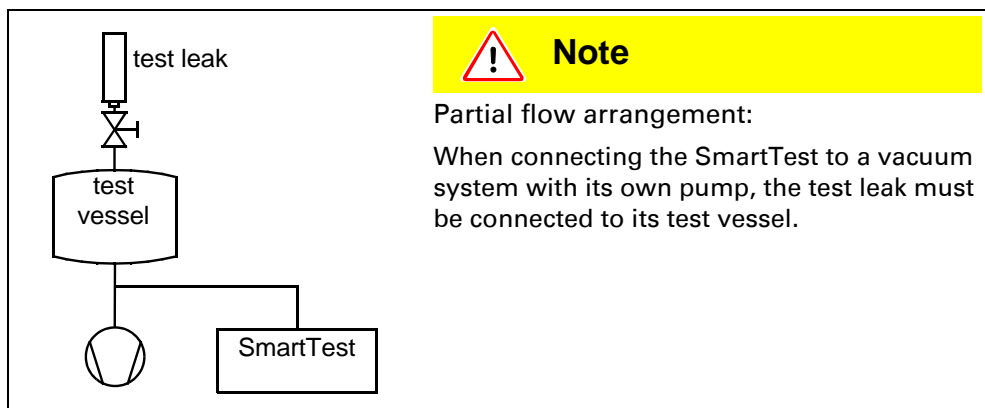 test leak
test
vessel
SmartTest
Note
Partial flow arrangement:
When connecting the SmartTest to a vacuum
system with its own pump, the test leak must
be connected to its test vessel.